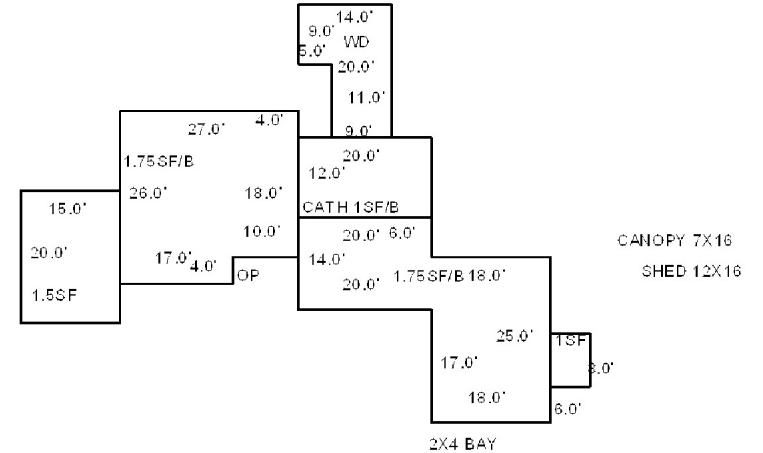 14.0'
9.0'
WD
5.0'
20.0'
11.0'
4.0'
27.0'
9.0'
20.0'
1.75SF/B
12.0'
26.0'
18.0'
15.0'
CATH 1SF/B
10.0'
20.0' 6.0'
CANOPY 7X16
20.0'
17.0'
4.0'
14.0'
OP
1.75SF/B 18.0'
SHED 12X16
20.0'
1.5SF
25.0'
1SF
17.0'
8.0'
18.0'
6.0'
2X4 BAY